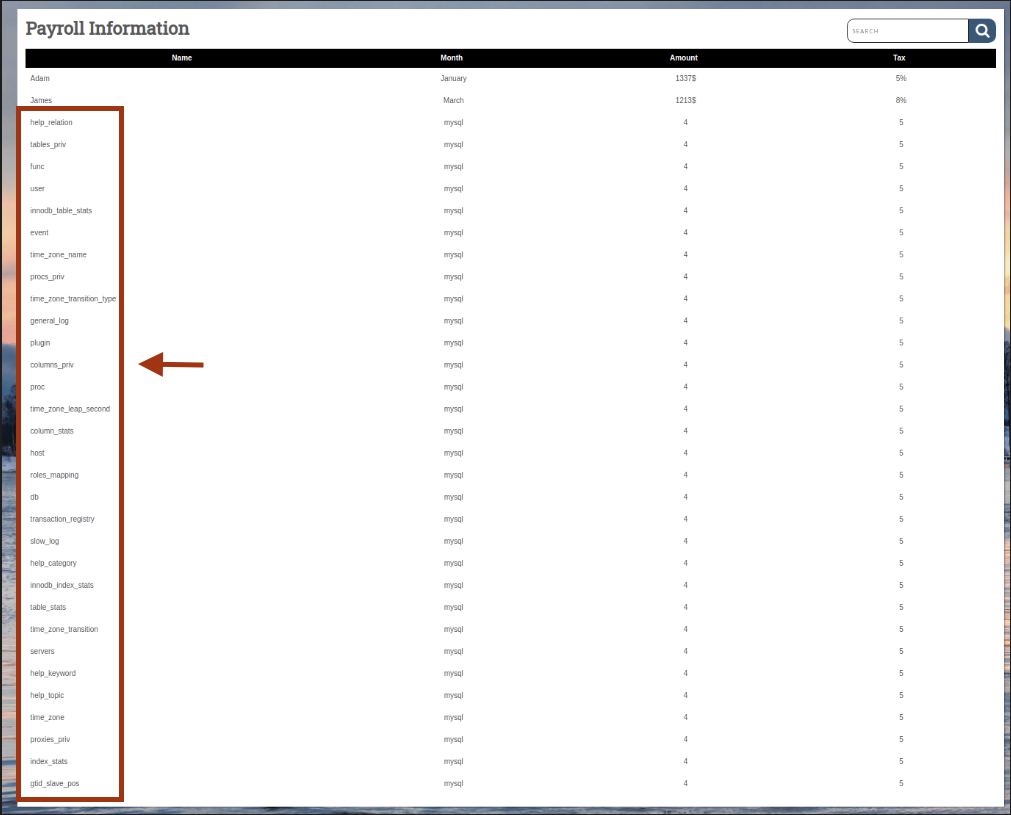 Payroll Information
SEARCH
Name Month Amount Tax
Adam January 1337$ 5%
James March 1213$ 8%
help_relation mysql 4 5
tables_priv mysql 4 5
func mysql 4 5
user mysql 4 5
innodb_table_stats mysql 4 5
event mysql 4 5
time_zone_name mysql 4 5
procs_priv mysql 4 5
time_zone_transition_type mysql 4 5
general_log mysql 4 5
plugin mysql 4 5
columns_priv mysql 4 5
proc mysql 4 5
time_zone_leap_second mysql 4 5
column_stats mysql 4 5
host mysql 4 5
roles_mapping mysql 4 5
db mysql 4 5
transaction_registry mysql 4 5
slow_log mysql 4 5
help_category mysql 4 5
innodb_index_stats mysql 4 5
table_stats mysql 4 5
time_zone_transition mysql 4 5
servers mysql 4 5
help_keyword mysql 4 5
help_topic mysql 4 5
time_zone mysql 4 5
proxies_priv mysql 4 5
index_stats mysql 4 5
gtid_slave_pos mysql 4 5